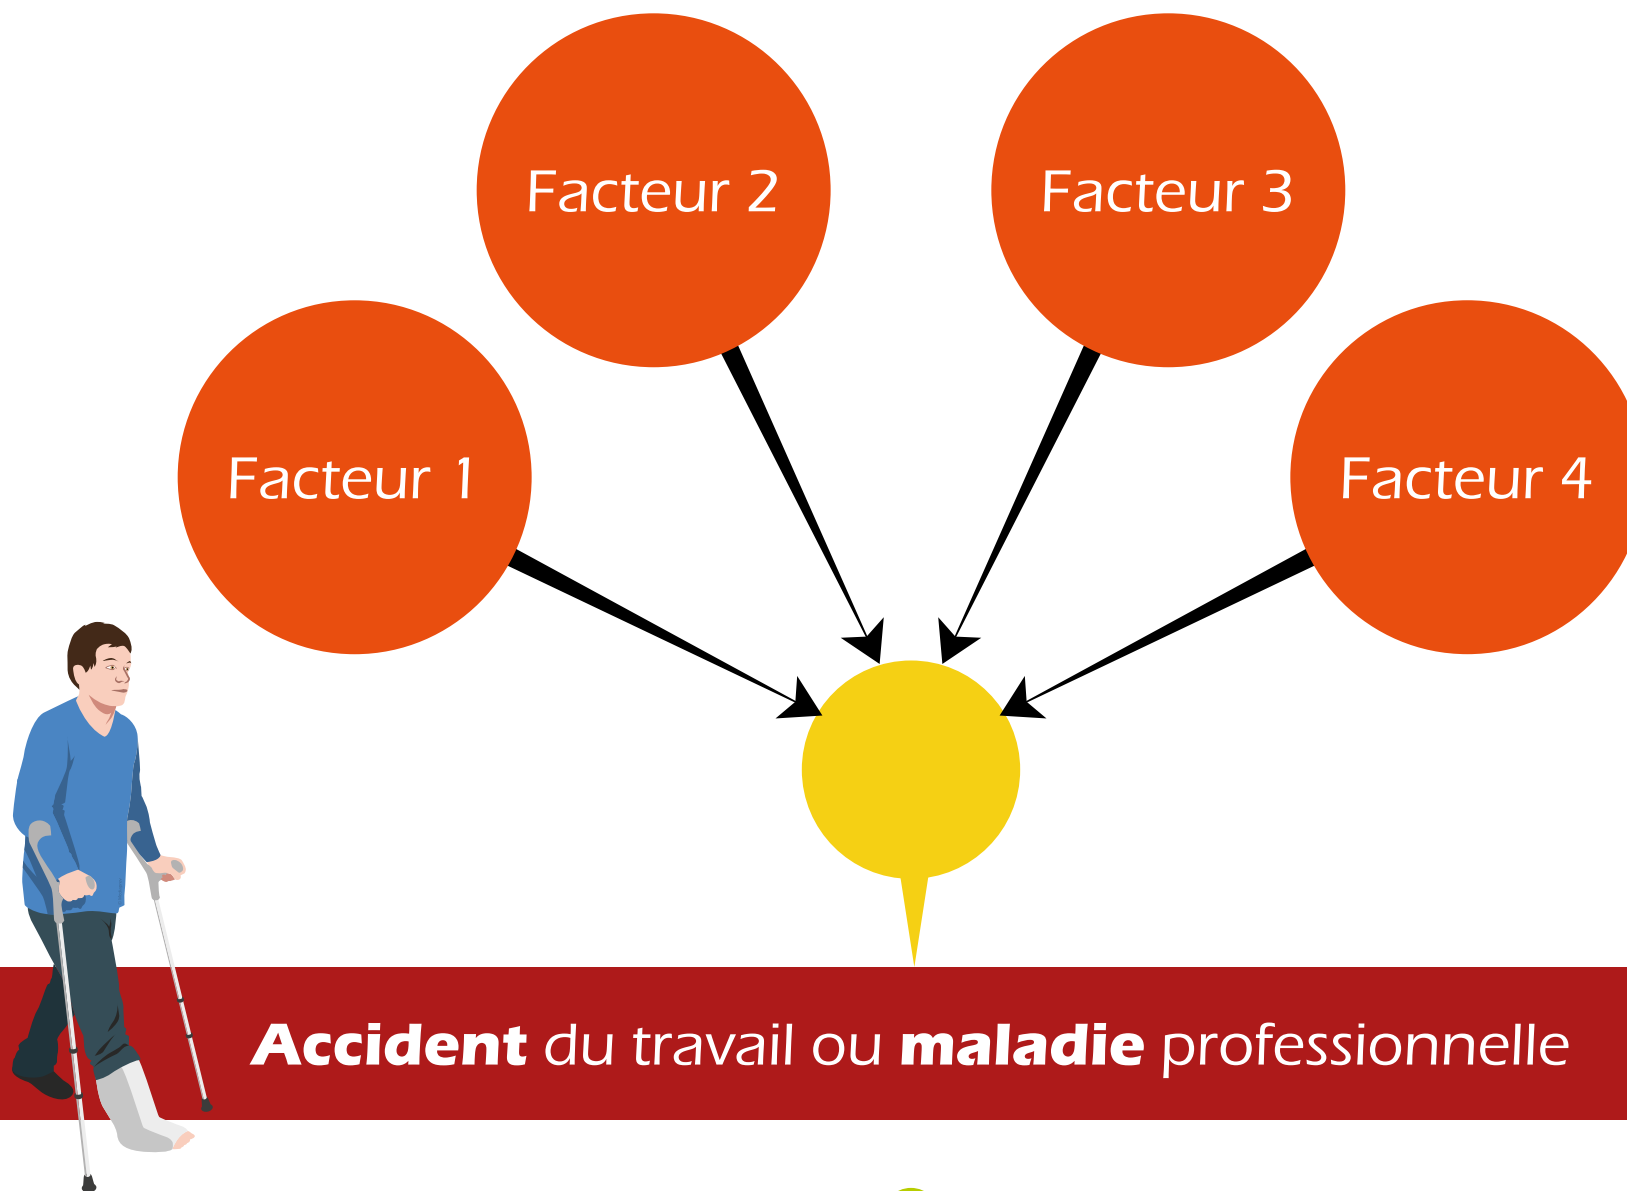 Facteur 2
Facteur 3
Facteur 1
Facteur 4
Accident du travail ou maladie professionnelle